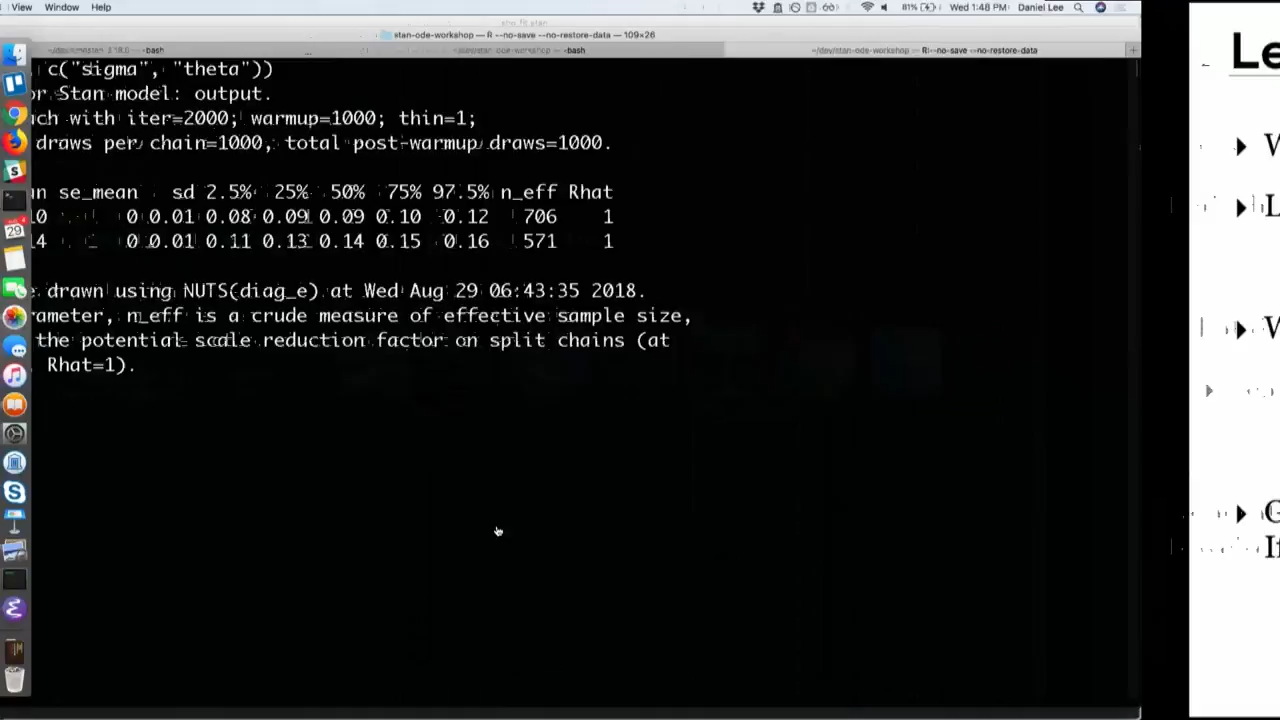 View Window Help 81% Wed 1:48 PM Daniel Lee
stan-ode-workshop — R --no-save --no-restore-data — 109×26
-bash
-bash
~/dev/stan-ode-workshop — R --no-save --no-restore-data
c("sigma", "theta"))
or Stan model: output.
with iter=2000; warmup=1000; thin=1;
draws per chain=1000, total post-warmup draws=1000.
se_mean sd 2.5% 25% 50% 75% 97.5% n_eff Rhat
0 0.01 0.08 0.09 0.09 0.10 0.12 706 1
0 0.01 0.11 0.13 0.14 0.15 0.16 571 1
drawn using NUTS(diag_e) at Wed Aug 29 06:43:35 2018.
rameter, n_eff is a crude measure of effective sample size,
the potential scale reduction factor on split chains (at
Rhat=1).
29
Le